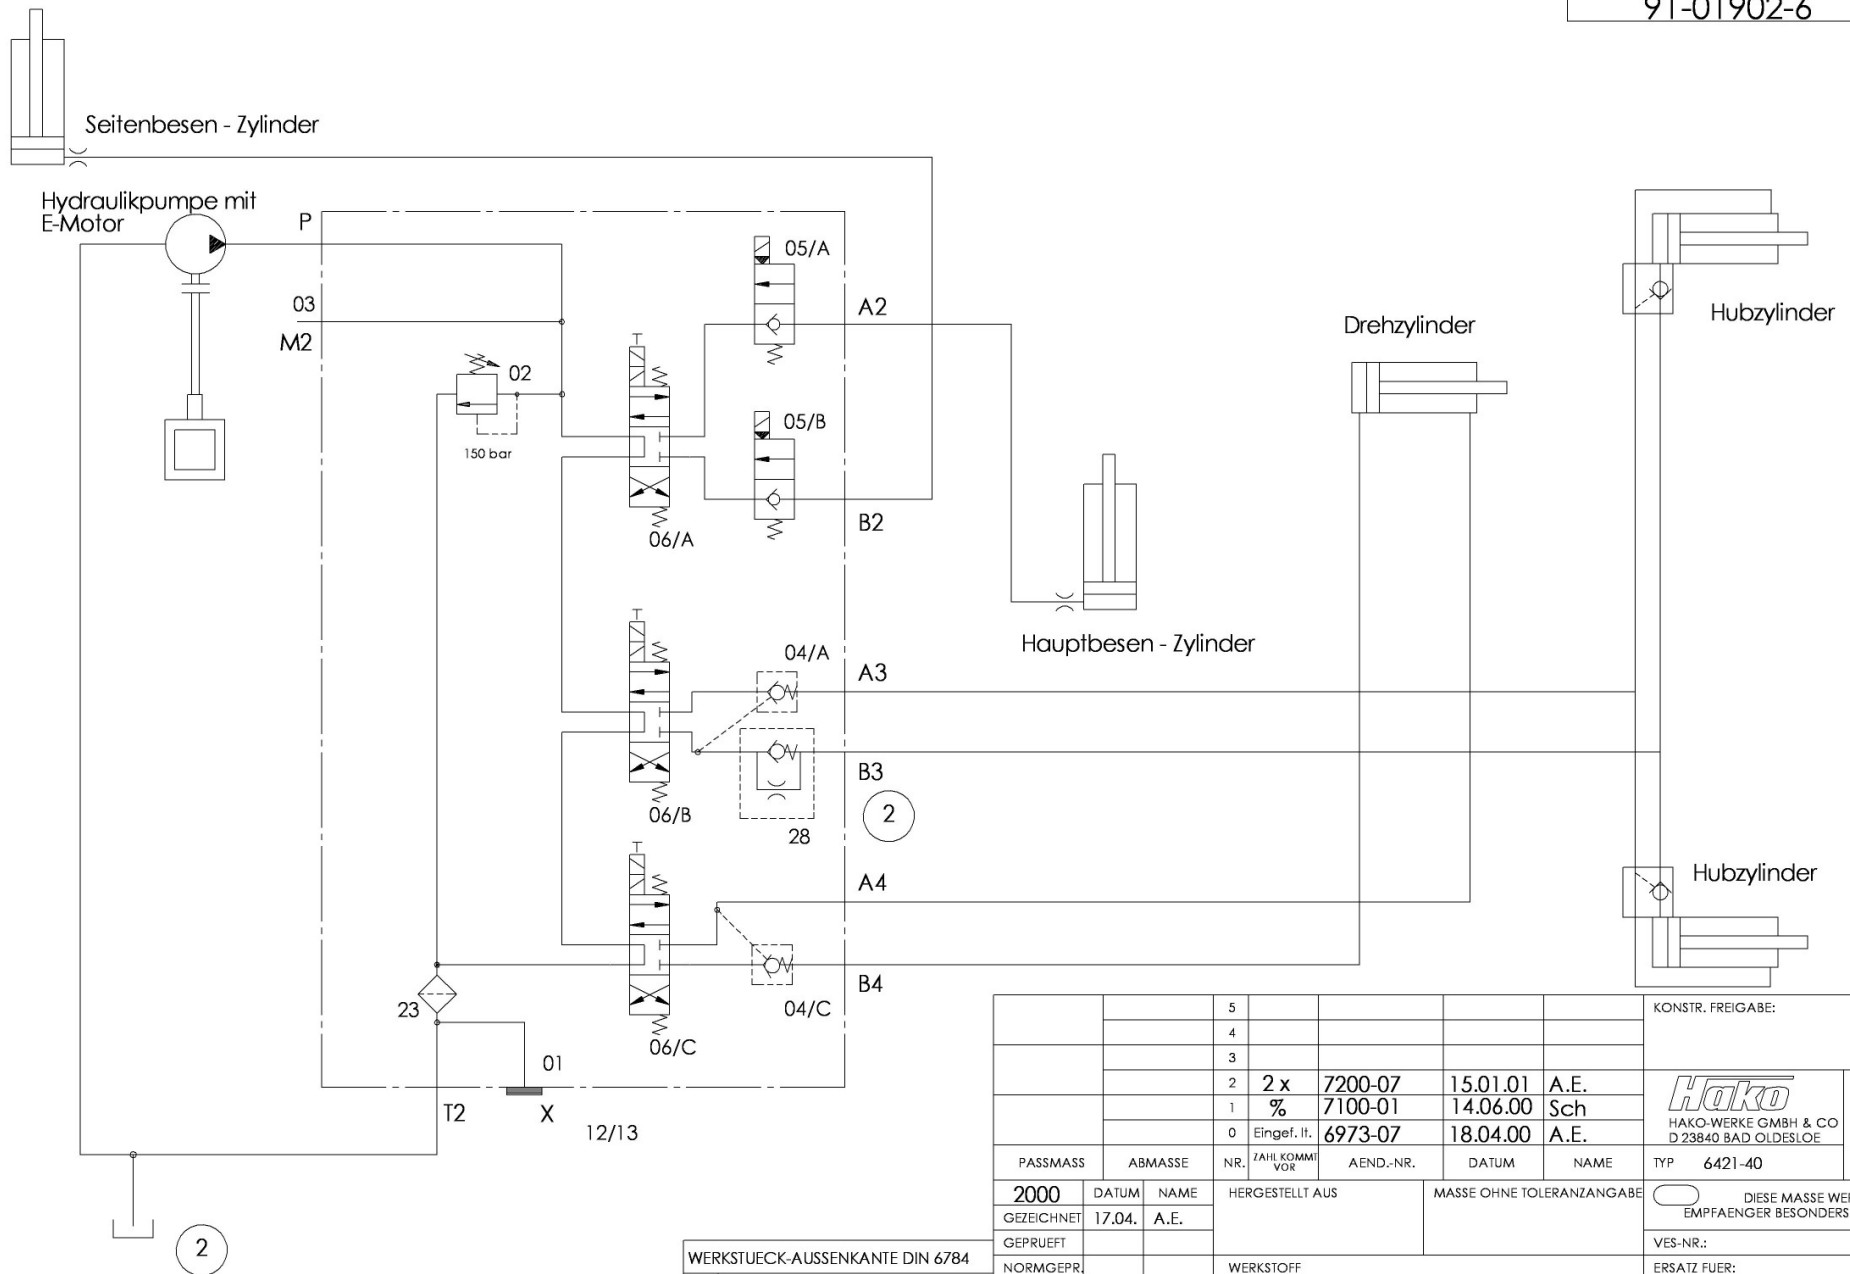 91-01902-6
Seitenbesen - Zylinder
Hydraulikpumpe mit
E-Motor
P
03
M2
02
150 bar
05/A
A2
05/B
B2
06/A
Drehzylinder
Hubzylinder
Hauptbesen - Zylinder
04/A
A3
B3
2
28
06/B
A4
Hubzylinder
B4
04/C
06/C
23
01
T2
X
12/13
2
WERKSTUECK-AUSSENKANTE DIN 6784
5
KONSTR. FREIGABE:
4
3
2 2 x 7200-07 15.01.01 A.E.
1 % 7100-01 14.06.00 Sch
0 Eingef. lt. 6973-07 18.04.00 A.E.
Hako
HAKO-WERKE GMBH & CO
D 23840 BAD OLDESLOE
PASSMASS ABMASSE NR. ZAHL KOMMT VOR AEND.-NR. DATUM NAME TYP 6421-40
2000 DATUM NAME HERGESTELLT AUS MASSE OHNE TOLERANZANGABE DIESE MASSE
EMPFAENGER BESONDERS
GEZEICHNET 17.04. A.E.
GEPRUEFT VES-NR.:
NORMGEPR. WERKSTOFF ERSATZ FUER: